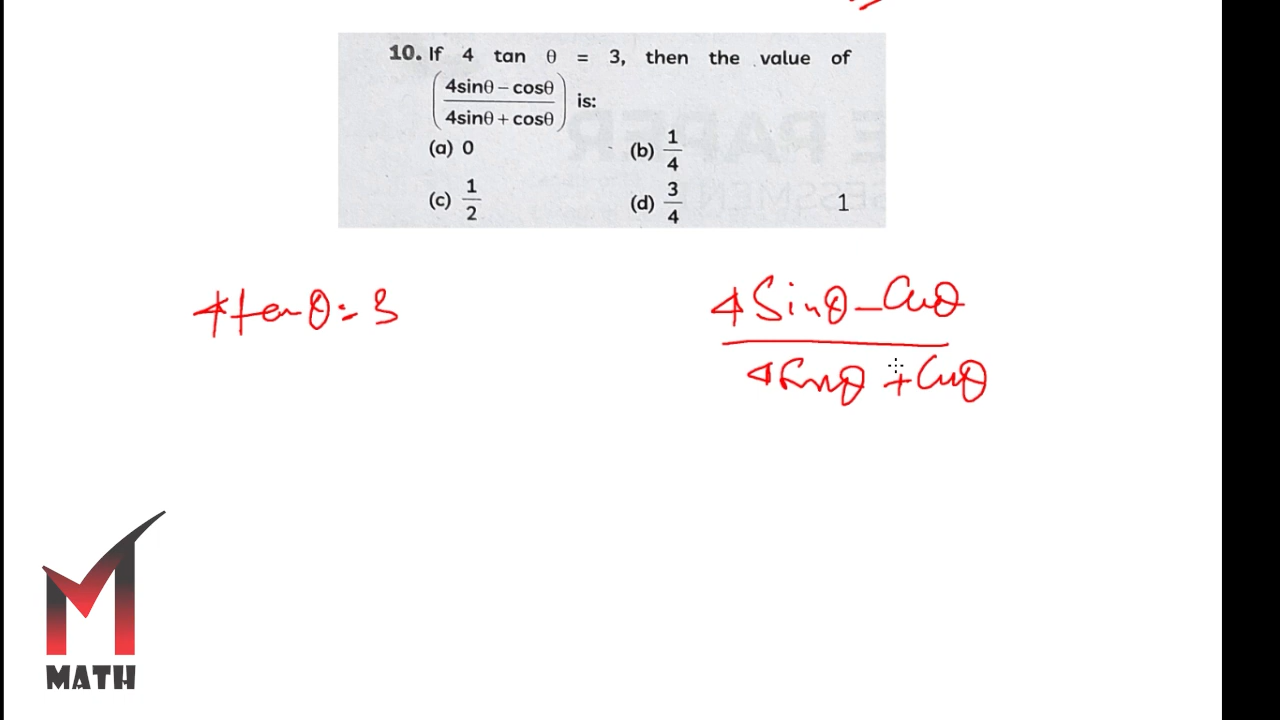 10. If 4 tan θ = 3, then the value of
(4sinθ – cosθ / 4sinθ + cosθ) is:
(a) 0 (b) 1/4
(c) 1/2 (d) 3/4 1
4tanθ = 3
4Sinθ – Cosθ
4Sinθ + Cosθ
MATH